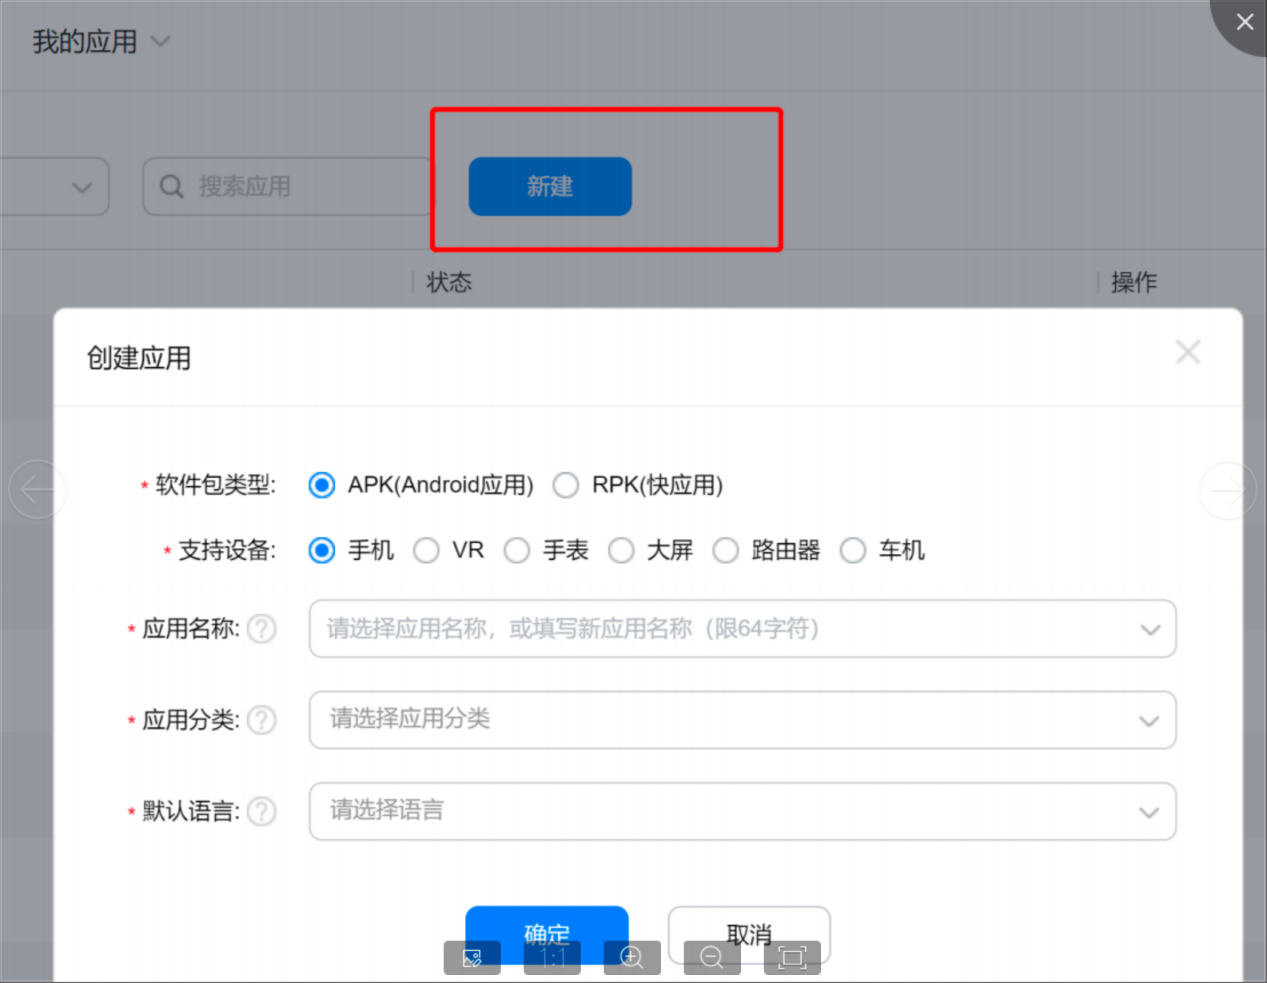 我的应用
搜索应用
新建
状态 操作
创建应用
* 软件包类型: APK(Android应用) RPK(快应用)
* 支持设备: 手机 VR 手表 大屏 路由器 车机
* 应用名称: ? 请选择应用名称，或填写新应用名称（限64字符）
* 应用分类: ? 请选择应用分类
* 默认语言: ? 请选择语言
确定 取消
1:1